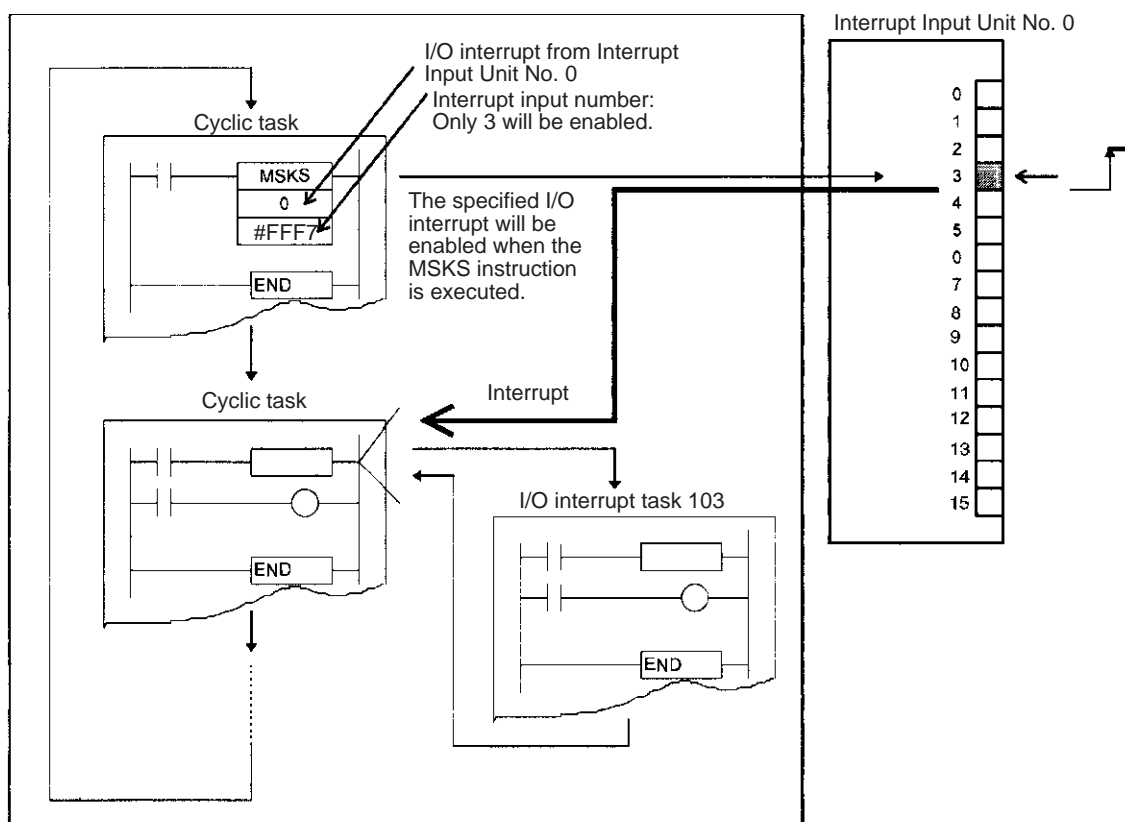 Interrupt Input Unit No. 0
I/O interrupt from Interrupt
Input Unit No. 0
Interrupt input number:
Only 3 will be enabled.
Cyclic task
MSKS
0
#FFF7
END
The specified I/O
interrupt will be
enabled when the
MSKS instruction
is executed.
0
1
2
3
4
5
0
7
8
9
10
11
12
13
14
15
Cyclic task
Interrupt
END
I/O interrupt task 103
END